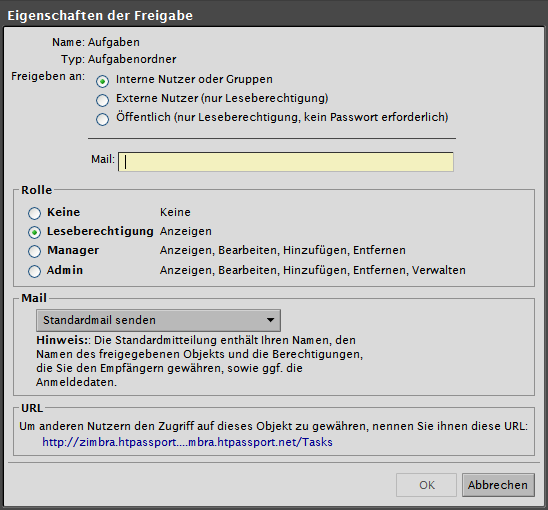 Eigenschaften der Freigabe
Name: Aufgaben
Typ: Aufgabenordner
Freigeben an: Interne Nutzer oder Gruppen
Externe Nutzer (nur Leseberechtigung)
Öffentlich (nur Leseberechtigung, kein Passwort erforderlich)
Mail:
Rolle
Keine Keine
Leseberechtigung Anzeigen
Manager Anzeigen, Bearbeiten, Hinzufügen, Entfernen
Admin Anzeigen, Bearbeiten, Hinzufügen, Entfernen, Verwalten
Mail
Standardmail senden
Hinweis:: Die Standardmitteilung enthält Ihren Namen, den
Namen des freigegebenen Objekts und die Berechtigungen,
die Sie den Empfängern gewähren, sowie ggf. die
Anmeldedaten.
URL
Um anderen Nutzern den Zugriff auf dieses Objekt zu gewähren, nennen Sie ihnen diese URL:
http://zimbra.htpassport....mbra.htpassport.net/Tasks
OK Abbrechen